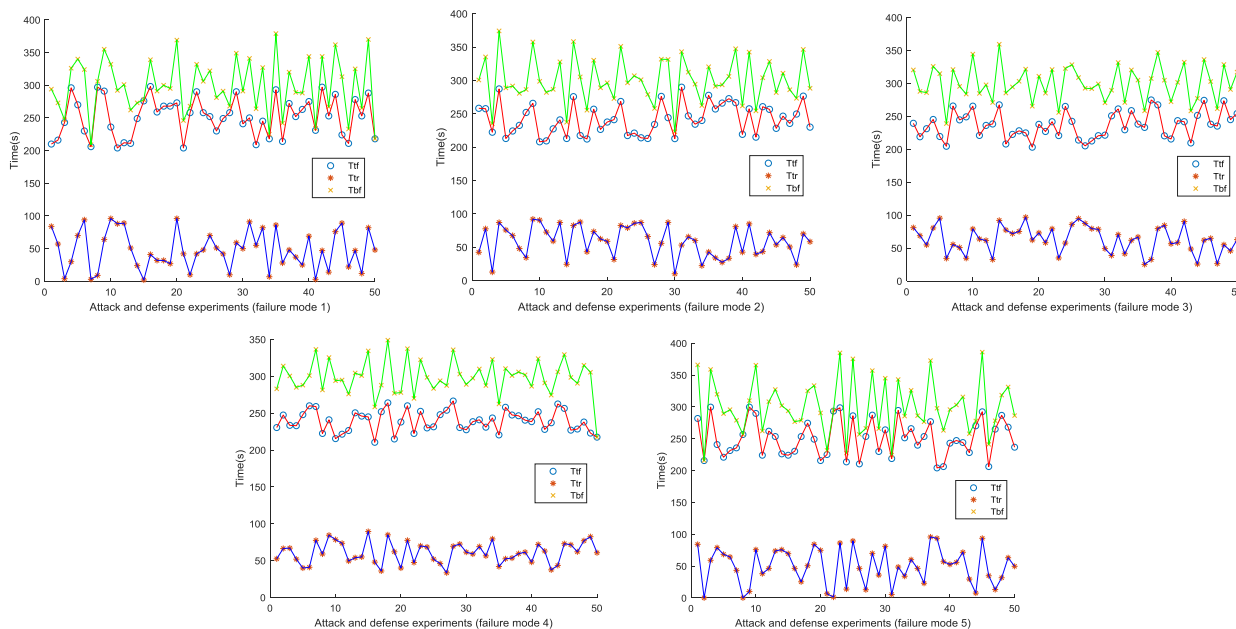 400
350
300
250
200
150
100
50
0
Time(s)
Ttf
Ttr
Tbf
0 10 20 30 40 50
Attack and defense experiments (failure mode 1)
400
350
300
250
200
150
100
50
0
Time(s)
Ttf
Ttr
Tbf
0 10 20 30 40 50
Attack and defense experiments (failure mode 2)
400
350
300
250
200
150
100
50
0
Time(s)
Ttf
Ttr
Tbf
0 10 20 30 40 50
Attack and defense experiments (failure mode 3)
350
300
250
200
150
100
50
0
Time(s)
Ttf
Ttr
Tbf
0 10 20 30 40 50
Attack and defense experiments (failure mode 4)
400
350
300
250
200
150
100
50
0
Time(s)
Ttf
Ttr
Tbf
0 10 20 30 40 50
Attack and defense experiments (failure mode 5)